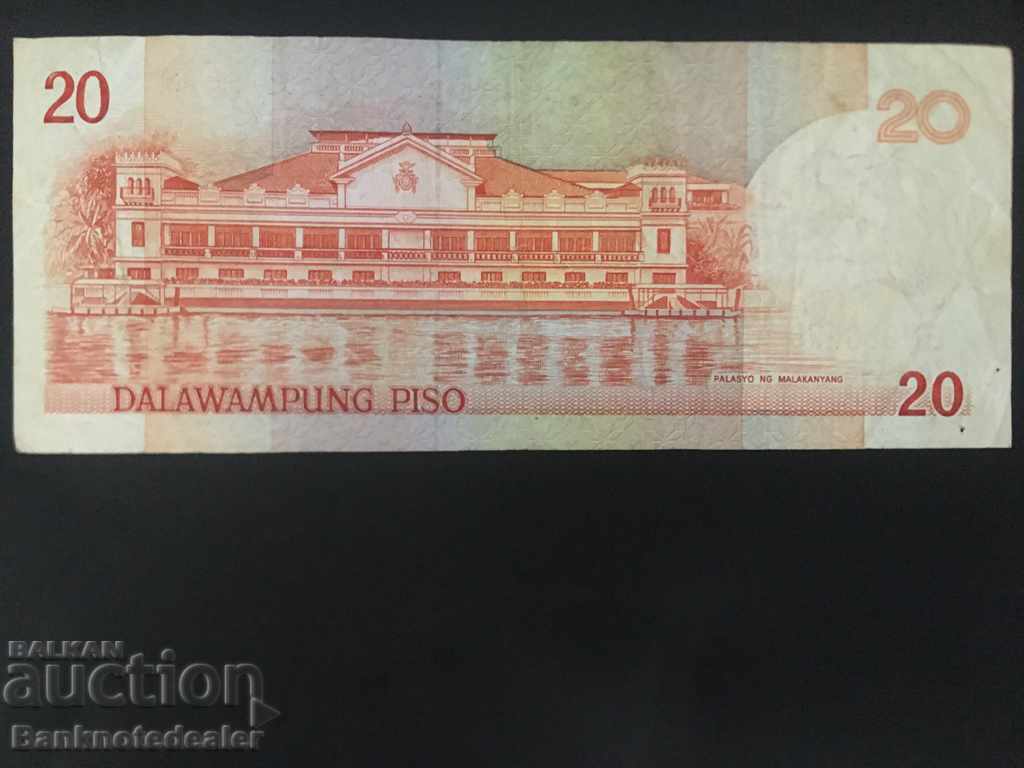 20
20
PALASYO NG MALAKANYANG
DALAWAMPUNG PISO
20
BALKAN
auction
Banknotedealer